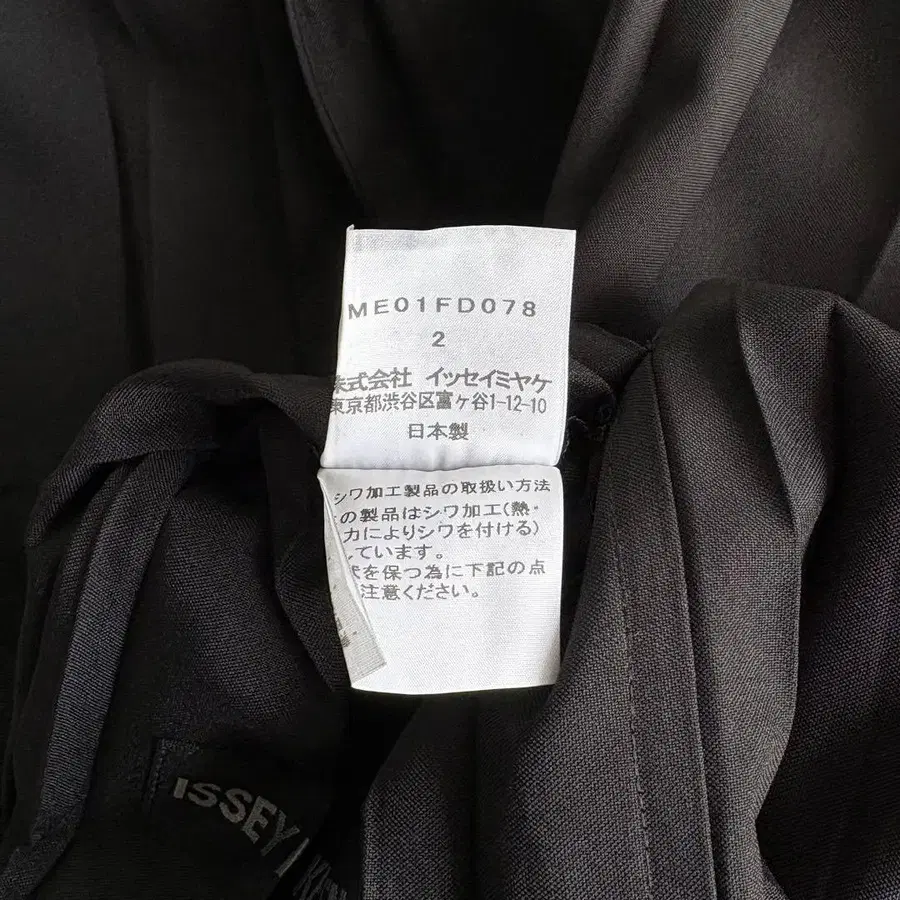 ME01FD078
2
株式会社 イッセイミヤケ
東京都渋谷区富ヶ谷1-12-10
日本製
シワ加工製品の取扱い方法
の製品はシワ加工(熱・
力によりシワを付ける)
ています。
を保つ為に下記の点
注意ください。
ISSEY